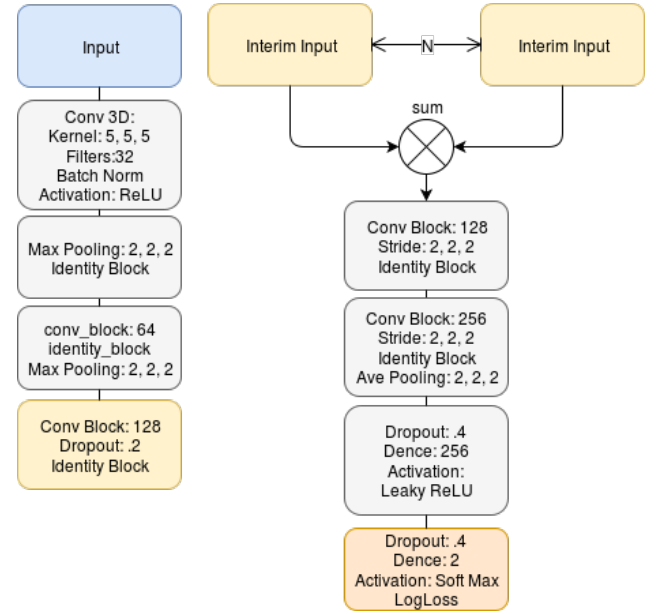 Input
Conv 3D:
Kernel: 5, 5, 5
Filters:32
Batch Norm
Activation: ReLU
Max Pooling: 2, 2, 2
Identity Block
conv_block: 64
identity_block
Max Pooling: 2, 2, 2
Conv Block: 128
Dropout: .2
Identity Block
Interim Input
N
Interim Input
sum
Conv Block: 128
Stride: 2, 2, 2
Identity Block
Conv Block: 256
Stride: 2, 2, 2
Identity Block
Ave Pooling: 2, 2, 2
Dropout: .4
Dence: 256
Activation:
Leaky ReLU
Dropout: .4
Dence: 2
Activation: Soft Max
LogLoss